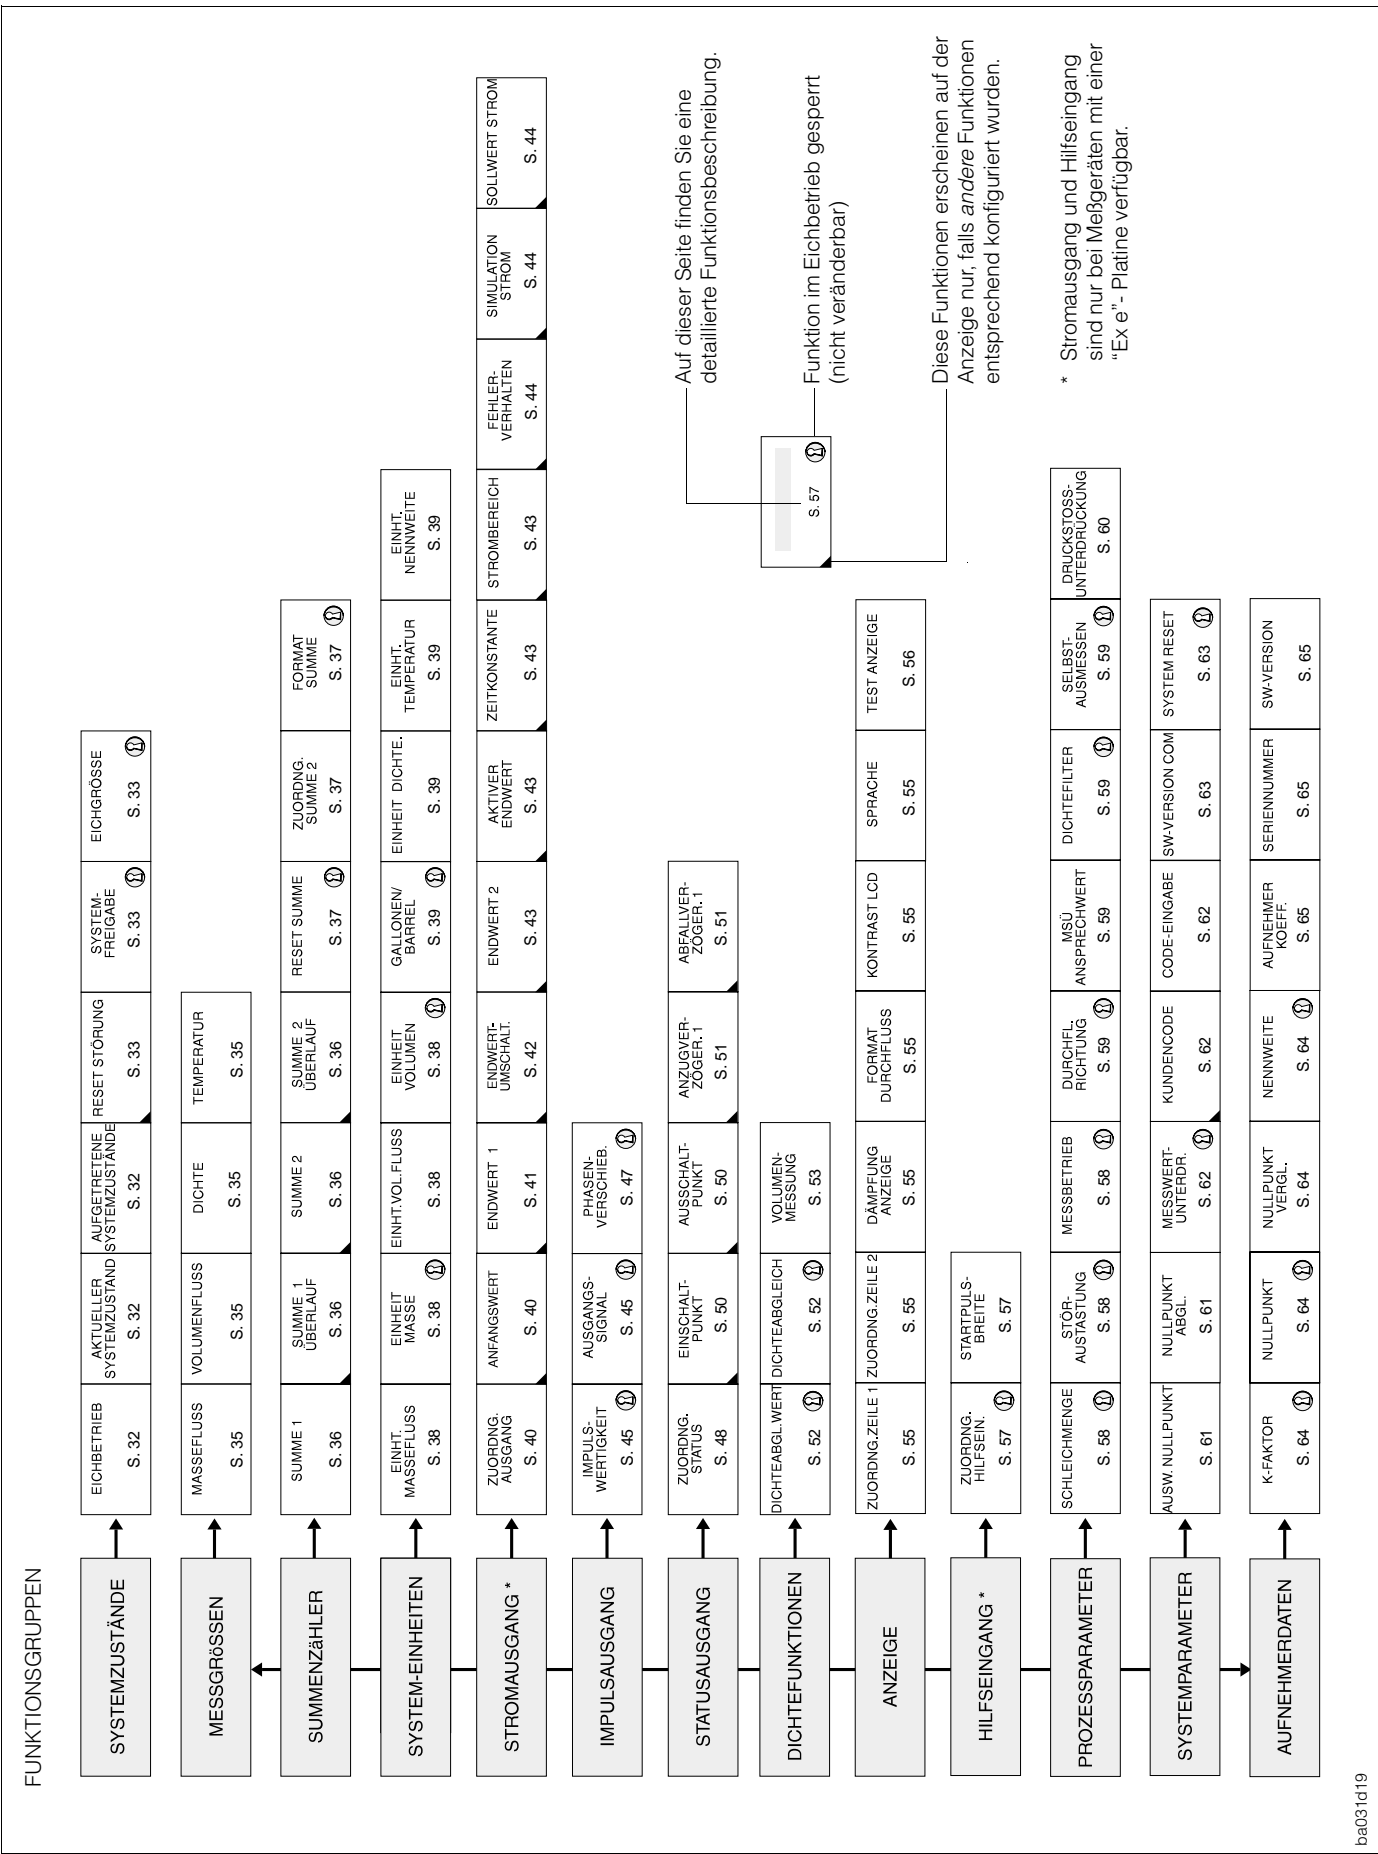 FUNKTIONSGRUPPEN
SYSTEMZUSTÄNDE
EICHBETRIEB
S. 32
AKTUELLER
SYSTEMZUSTAND
S. 32
AUFGETRETENE
SYSTEMZUSTÄNDE
S. 32
RESET STÖRUNG
S. 33
SYSTEM-
FREIGABE
S. 33
EICHGRÖSSE
S. 33
MESSGRöSSEN
MASSEFLUSS
S. 35
VOLUMENFLUSS
S. 35
DICHTE
S. 35
TEMPERATUR
S. 35
SUMMENZäHLER
SUMME 1
S. 36
SUMME 1
ÜBERLAUF
S. 36
SUMME 2
S. 36
SUMME 2
ÜBERLAUF
S. 36
RESET SUMME
S. 37
ZUORDNG.
SUMME 2
S. 37
FORMAT
SUMME
S. 37
SYSTEM-EINHEITEN
EINHT.
MASSEFLUSS
S. 38
EINHEIT
MASSE
S. 38
EINHT.VOL.FLUSS
S. 38
EINHEIT
VOLUMEN
S. 38
GALLONEN/
BARREL
S. 39
EINHEIT DICHTE.
S. 39
EINHT.
TEMPERATUR
S. 39
EINHT.
NENNWEITE
S. 39
STROMAUSGANG *
ZUORDNG.
AUSGANG
S. 40
ANFANGSWERT
S. 40
ENDWERT 1
S. 41
ENDWERT-
UMSCHALT.
S. 42
ENDWERT 2
S. 43
AKTIVER
ENDWERT
S. 43
ZEITKONSTANTE
S. 43
STROMBEREICH
S. 43
FEHLER-
VERHALTEN
S. 44
SIMULATION
STROM
S. 44
SOLLWERT STROM
S. 44
IMPULSAUSGANG
IMPULS-
WERTIGKEIT
S. 45
AUSGANGS-
SIGNAL
S. 45
PHASEN-
VERSCHIEB.
S. 47
STATUSAUSGANG
ZUORDNG.
STATUS
S. 48
EINSCHALT-
PUNKT
S. 50
AUSSCHALT-
PUNKT
S. 50
ANZUGVER-
ZÖGER.1
S. 51
ABFALLVER-
ZÖGER.1
S. 51
Auf dieser Seite finden Sie eine
detaillierte Funktionsbeschreibung.
DICHTEFUNKTIONEN
DICHTEABGL.WERT
S. 52
DICHTEABGLEICH
S. 52
VOLUMEN-
MESSUNG
S. 53
S. 57
Funktion im Eichbetrieb gesperrt
(nicht veränderbar)
ANZEIGE
ZUORDNG.ZEILE 1
S. 55
ZUORDNG.ZEILE 2
S. 55
DÄMPFUNG
ANZEIGE
S. 55
FORMAT
DURCHFLUSS
S. 55
KONTRAST LCD
S. 55
SPRACHE
S. 55
TEST ANZEIGE
S. 56
Diese Funktionen erscheinen auf der
Anzeige nur, falls andere Funktionen
entsprechend konfiguriert wurden.
HILFSEINGANG *
ZUORDNG.
HILFSEIN.
S. 57
STARTPULS-
BREITE
S. 57
PROZESSPARAMETER
SCHLEICHMENGE
S. 58
STÖR-
AUSTASTUNG
S. 58
MESSBETRIEB
S. 58
DURCHFL.
RICHTUNG
S. 59
MSÜ
ANSPRECHWERT
S. 59
DICHTEFILTER
S. 59
SELBST-
AUSMESSEN
S. 59
DRUCKSTOSS-
UNTERDRÜCKUNG
S. 60
* Stromausgang und Hilfseingang
sind nur bei Meßgeräten mit einer
“Ex e”- Platine verfügbar.
SYSTEMPARAMETER
AUSW. NULLPUNKT
S. 61
NULLPUNKT
ABGL.
S. 61
MESSWERT-
UNTERDR.
S. 62
KUNDENCODE
S. 62
CODE-EINGABE
S. 62
SW-VERSION COM
S. 63
SYSTEM RESET
S. 63
AUFNEHMERDATEN
K-FAKTOR
S. 64
NULLPUNKT
S. 64
NULLPUNKT
VERGL.
S. 64
NENNWEITE
S. 64
AUFNEHMER
KOEFF.
S. 65
SERIENNUMMER
S. 65
SW-VERSION
S. 65
ba031d19